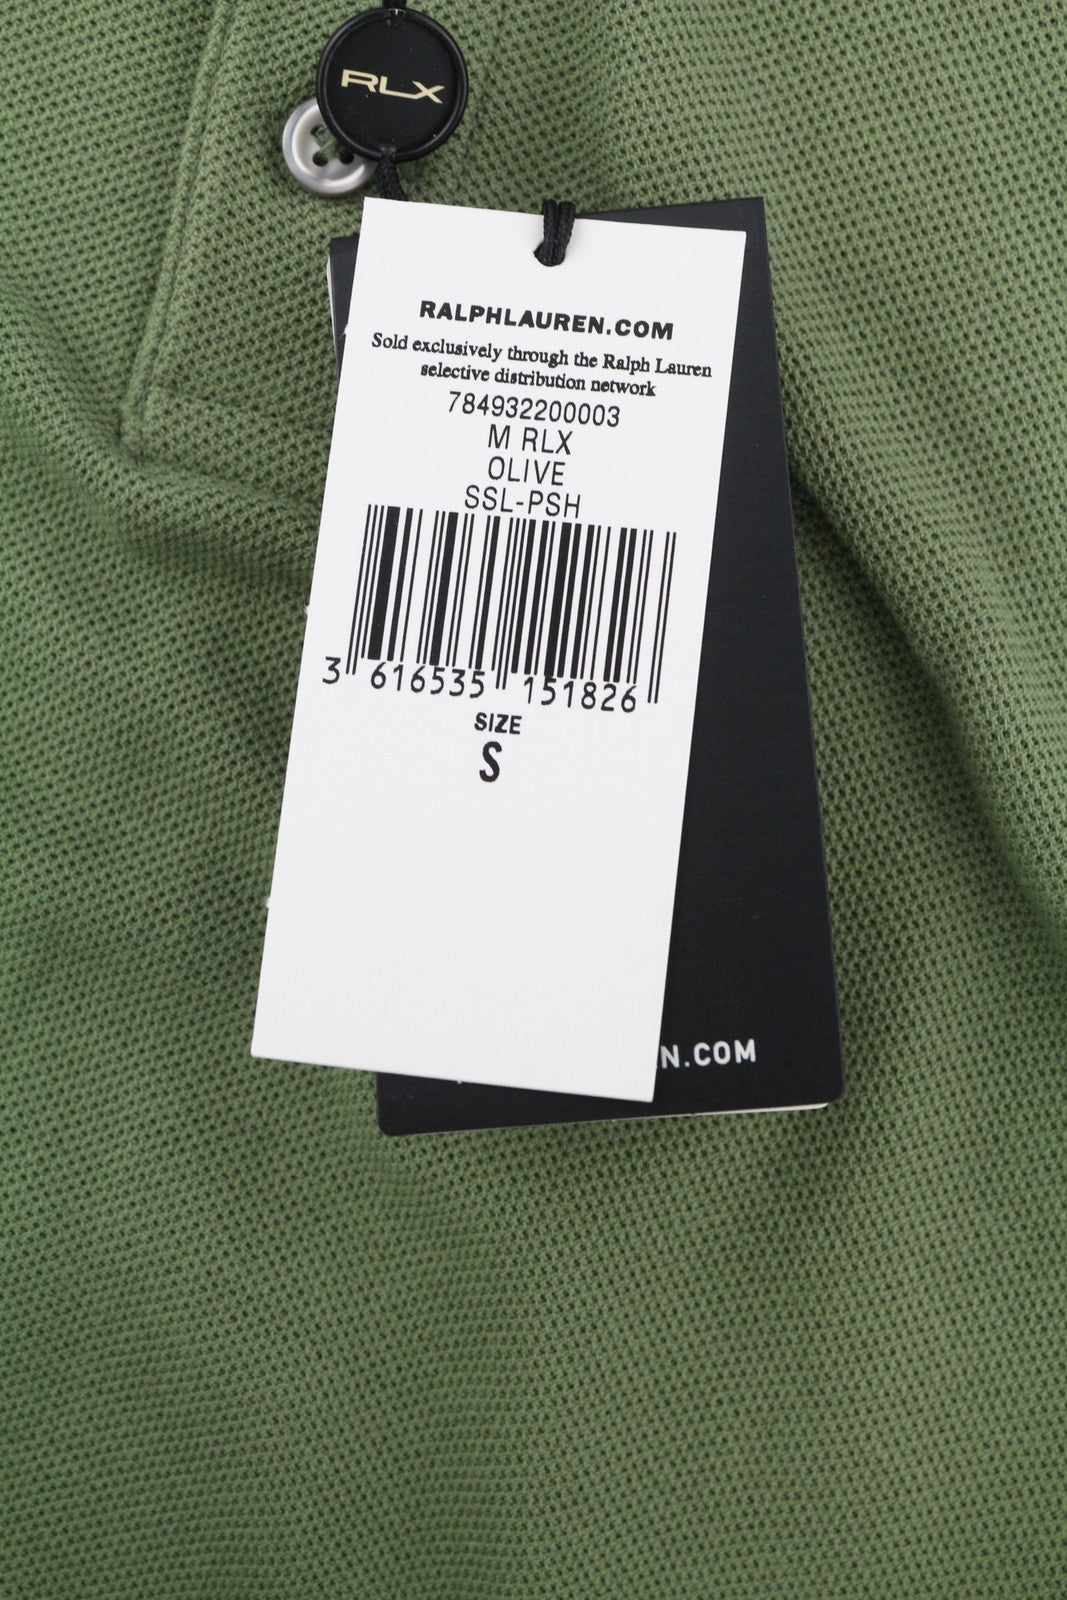 RLX
RALPHLAUREN.COM
Sold exclusively through the Ralph Lauren
selective distribution network
784932200003
M RLX
OLIVE
SSL-PSH
3 616535 151826
SIZE
S
N.COM